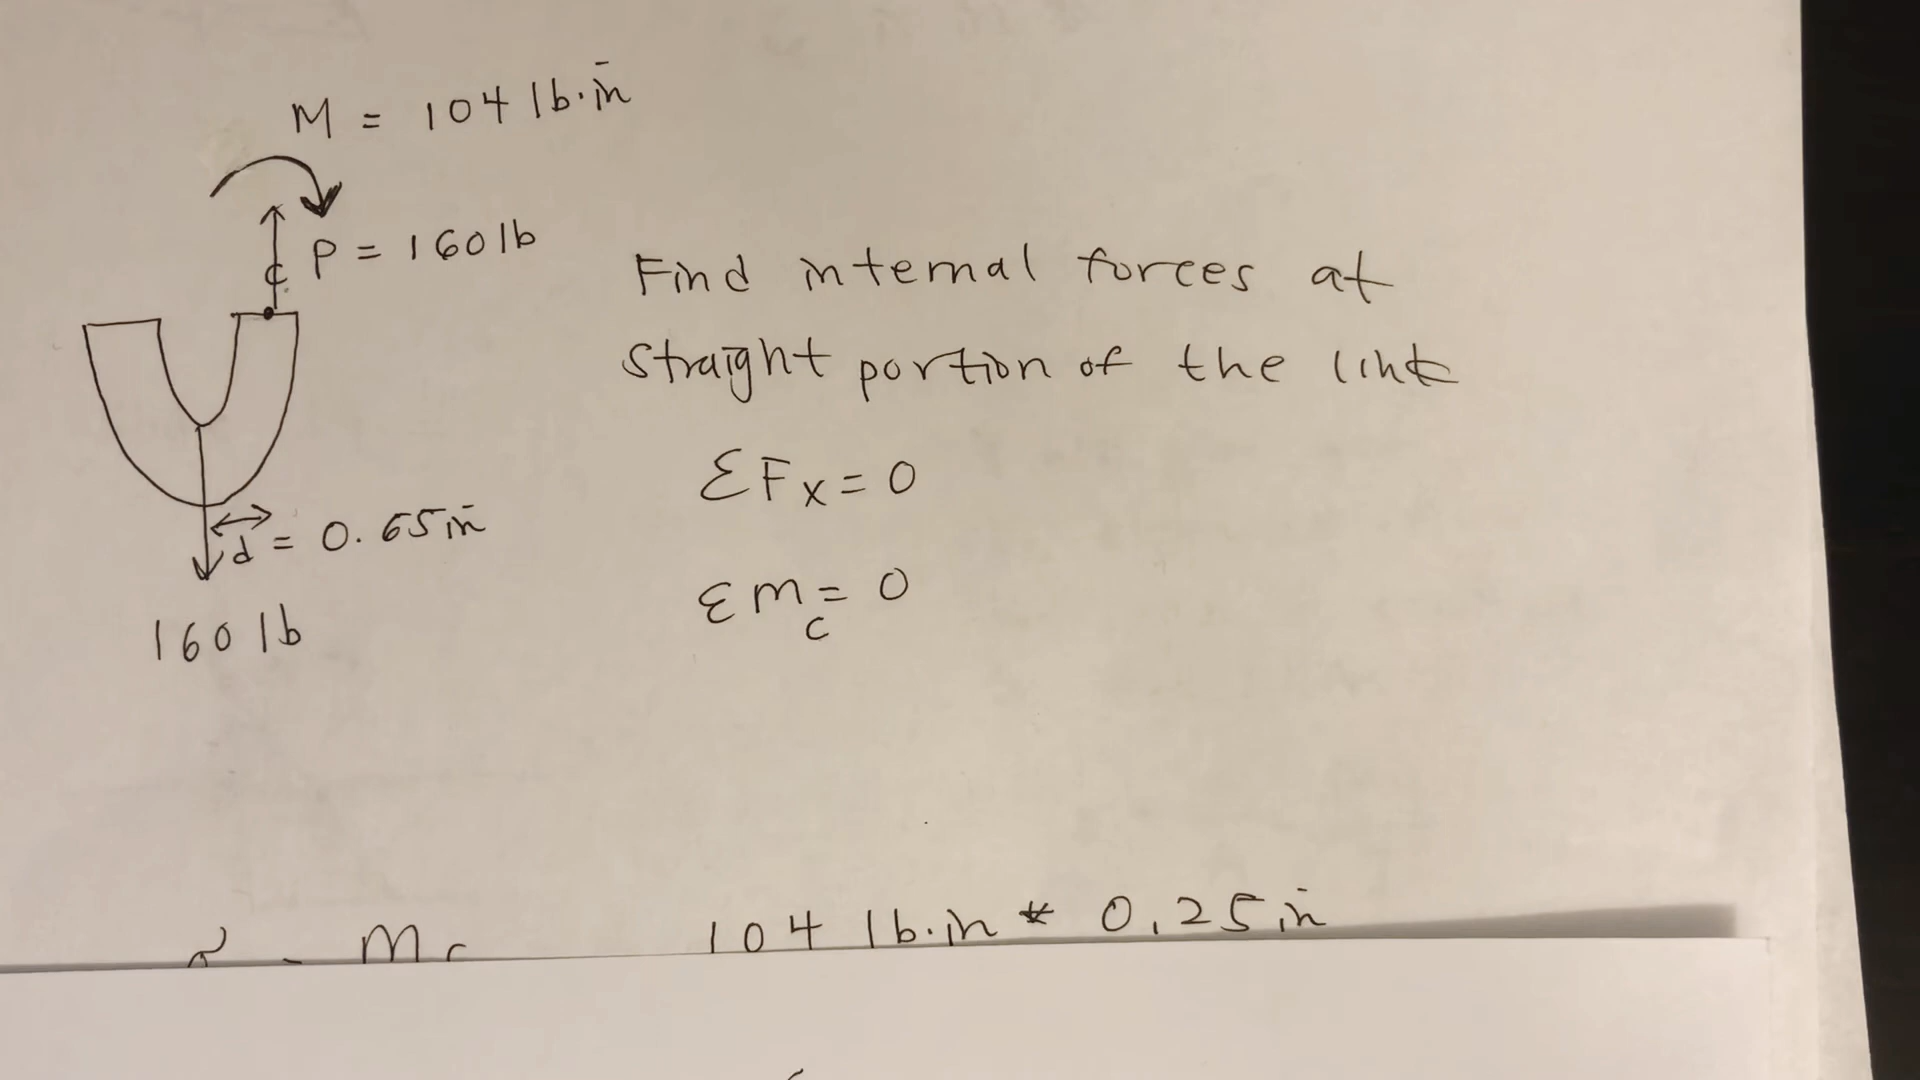 M = 104 lb·in
P = 160 lb
C
Find internal forces at
straight portion of the link
ΣFx = 0
d = 0.65 in
ΣMc = 0
160 lb
104 lb·in * 0.25 in